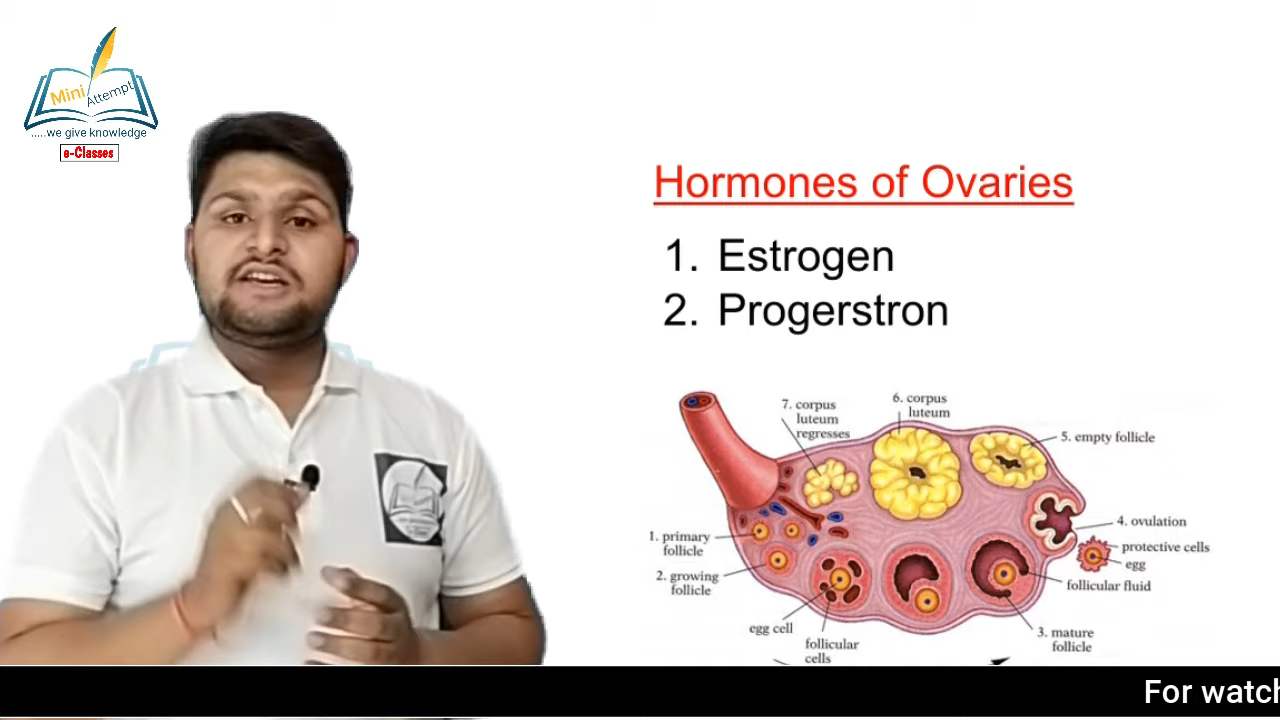 Mini
Attempt
.....we give knowledge
e-Classes
Hormones of Ovaries
1. Estrogen
2. Progerstron
7. corpus
luteum
regresses
6. corpus
luteum
5. empty follicle
4. ovulation
protective cells
egg
follicular fluid
3. mature
follicle
1. primary
follicle
2. growing
follicle
egg cell
follicular
cells
For watch